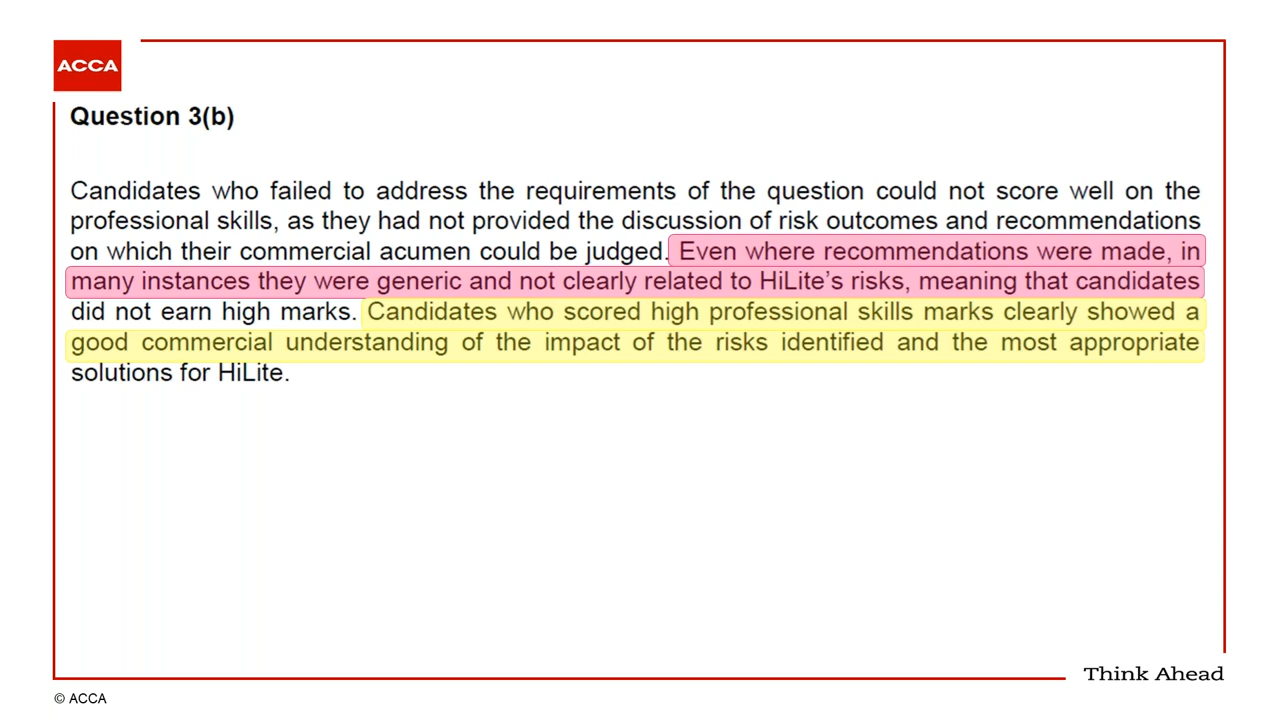 ACCA
Question 3(b)
Candidates who failed to address the requirements of the question could not score well on the
professional skills, as they had not provided the discussion of risk outcomes and recommendations
on which their commercial acumen could be judged. Even where recommendations were made, in
many instances they were generic and not clearly related to HiLite’s risks, meaning that candidates
did not earn high marks. Candidates who scored high professional skills marks clearly showed a
good commercial understanding of the impact of the risks identified and the most appropriate
solutions for HiLite.
Think Ahead
© ACCA